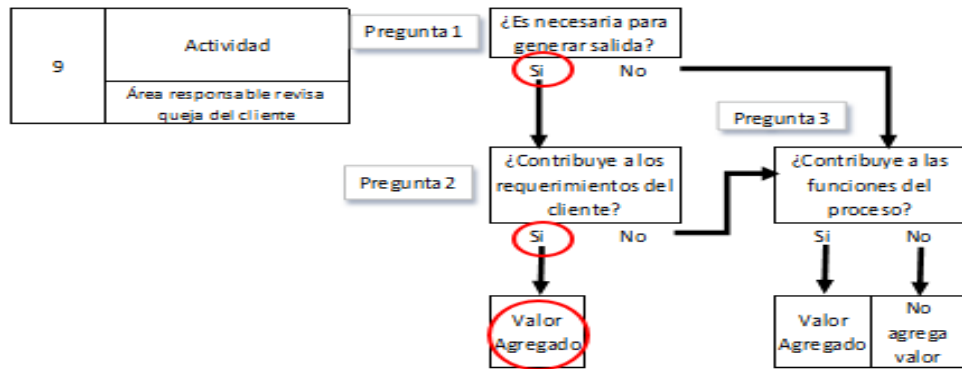 9
Actividad
Área responsable revisa
queja del cliente
Pregunta 1
¿Es necesaria para
generar salida?
Si No
Pregunta 2
¿Contribuye a los
requerimientos del
cliente?
Si No
Valor
Agregado
Pregunta 3
¿Contribuye a las
funciones del
proceso?
Si No
Valor
Agregado
No
agrega
valor